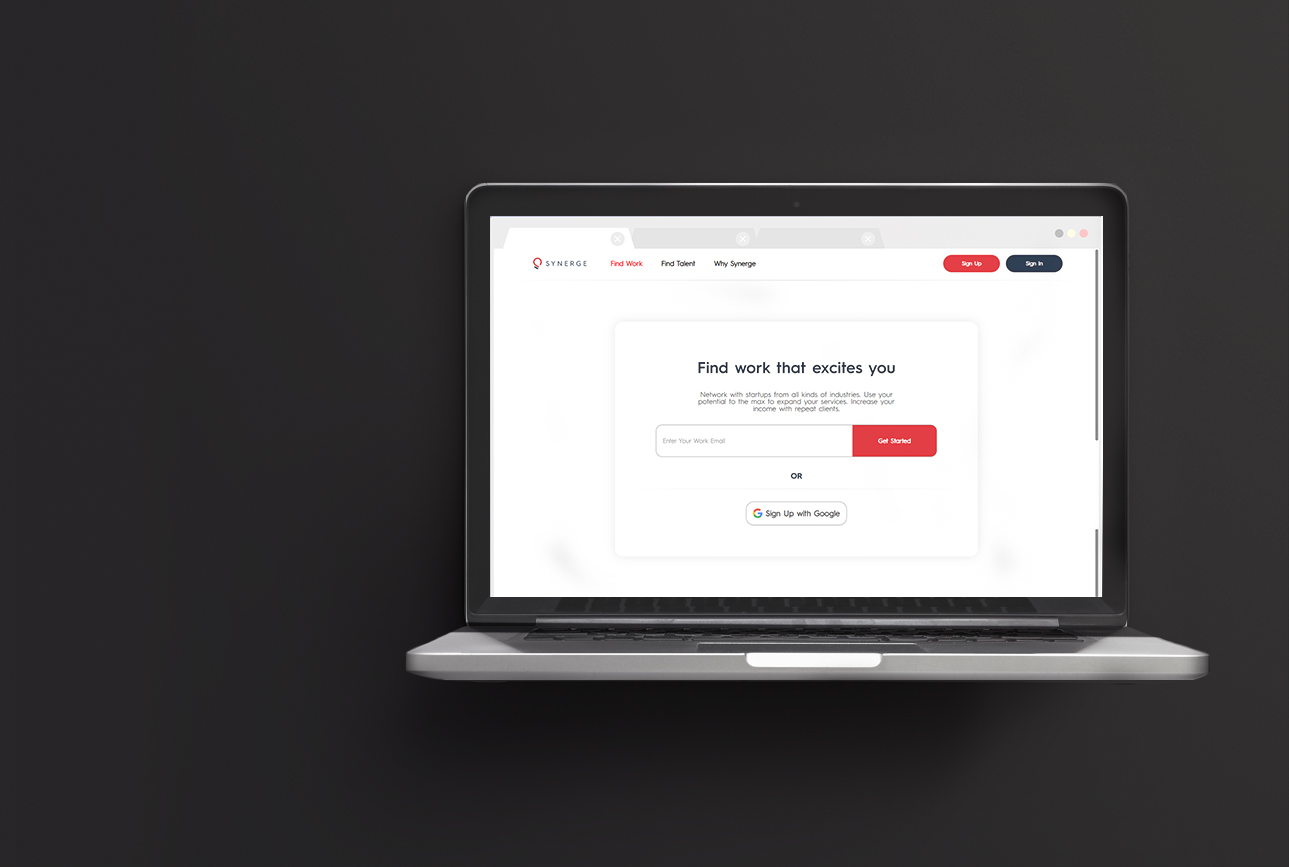 SYNERGE
Find Work
Find Talent
Why Synerge
Sign Up
Sign In
Find work that excites you
Network with startups from all kinds of industries. Use your
potential to the max to expand your services. Increase your
income with repeat clients.
Enter Your Work Email
Get Started
OR
Sign Up with Google